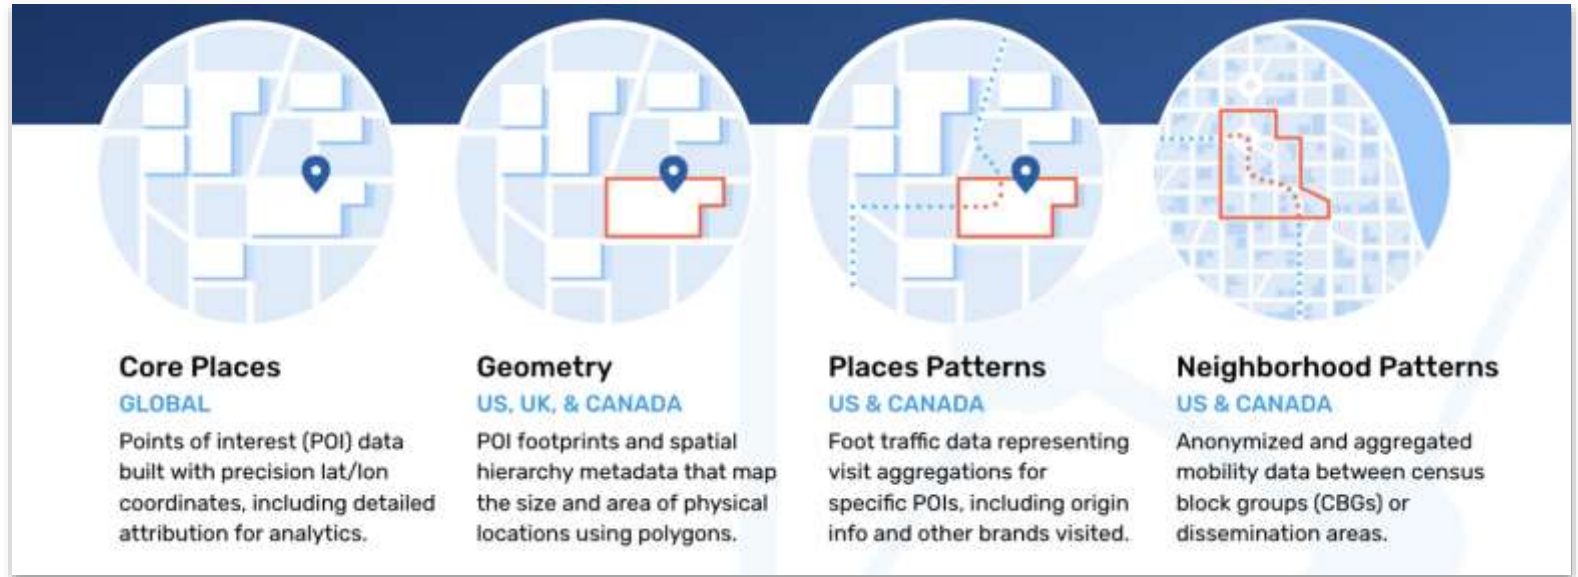 Core Places
GLOBAL
Points of interest (POI) data
built with precision lat/lon
coordinates, including detailed
attribution for analytics.
Geometry
US, UK, & CANADA
POI footprints and spatial
hierarchy metadata that map
the size and area of physical
locations using polygons.
Places Patterns
US & CANADA
Foot traffic data representing
visit aggregations for
specific POIs, including origin
info and other brands visited.
Neighborhood Patterns
US & CANADA
Anonymized and aggregated
mobility data between census
block groups (CBGs) or
dissemination areas.